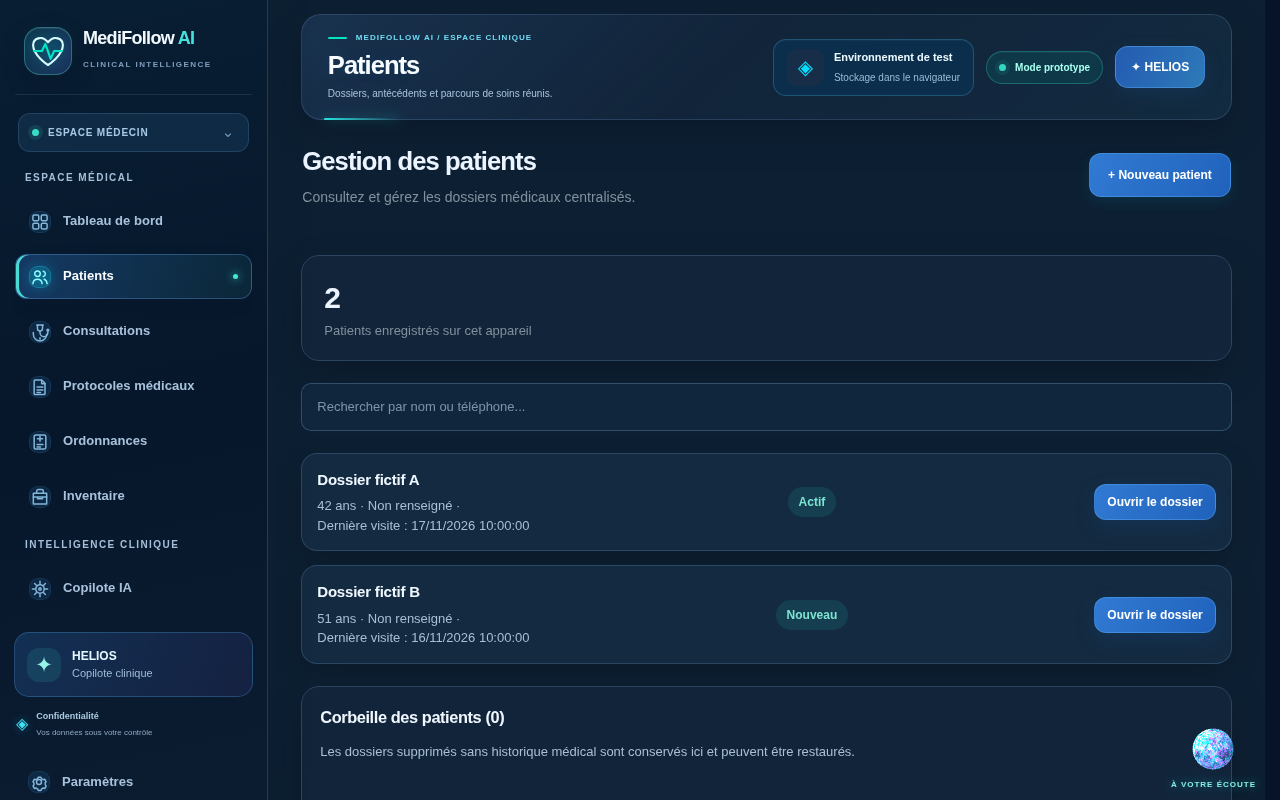 MediFollow AI
CLINICAL INTELLIGENCE
ESPACE MÉDECIN
ESPACE MÉDICAL
Tableau de bord
Patients
Consultations
Protocoles médicaux
Ordonnances
Inventaire
INTELLIGENCE CLINIQUE
Copilote IA
HELIOS
Copilote clinique
Confidentialité
Vos données sous votre contrôle
Paramètres
MEDIFOLLOW AI / ESPACE CLINIQUE
Patients
Dossiers, antécédents et parcours de soins réunis.
Environnement de test
Stockage dans le navigateur
Mode prototype
✦ HELIOS
Gestion des patients
Consultez et gérez les dossiers médicaux centralisés.
+ Nouveau patient
2
Patients enregistrés sur cet appareil
Rechercher par nom ou téléphone...
Dossier fictif A
42 ans · Non renseigné ·
Dernière visite : 17/11/2026 10:00:00
Actif
Ouvrir le dossier
Dossier fictif B
51 ans · Non renseigné ·
Dernière visite : 16/11/2026 10:00:00
Nouveau
Ouvrir le dossier
Corbeille des patients (0)
Les dossiers supprimés sans historique médical sont conservés ici et peuvent être restaurés.
À VOTRE ÉCOUTE